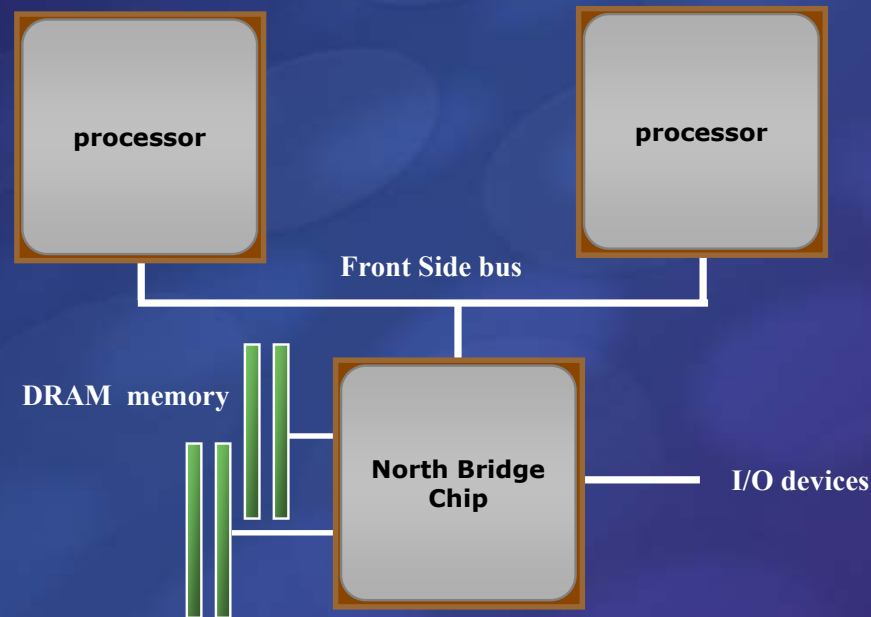 processor
processor
Front Side bus
DRAM  memory
North Bridge
Chip
I/O devices